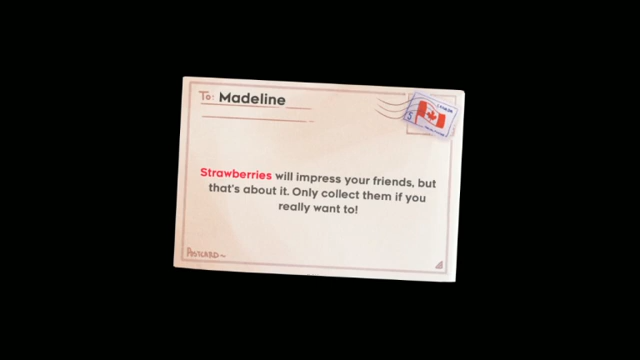 To: Madeline
Strawberries will impress your friends, but
that's about it. Only collect them if you
really want to!